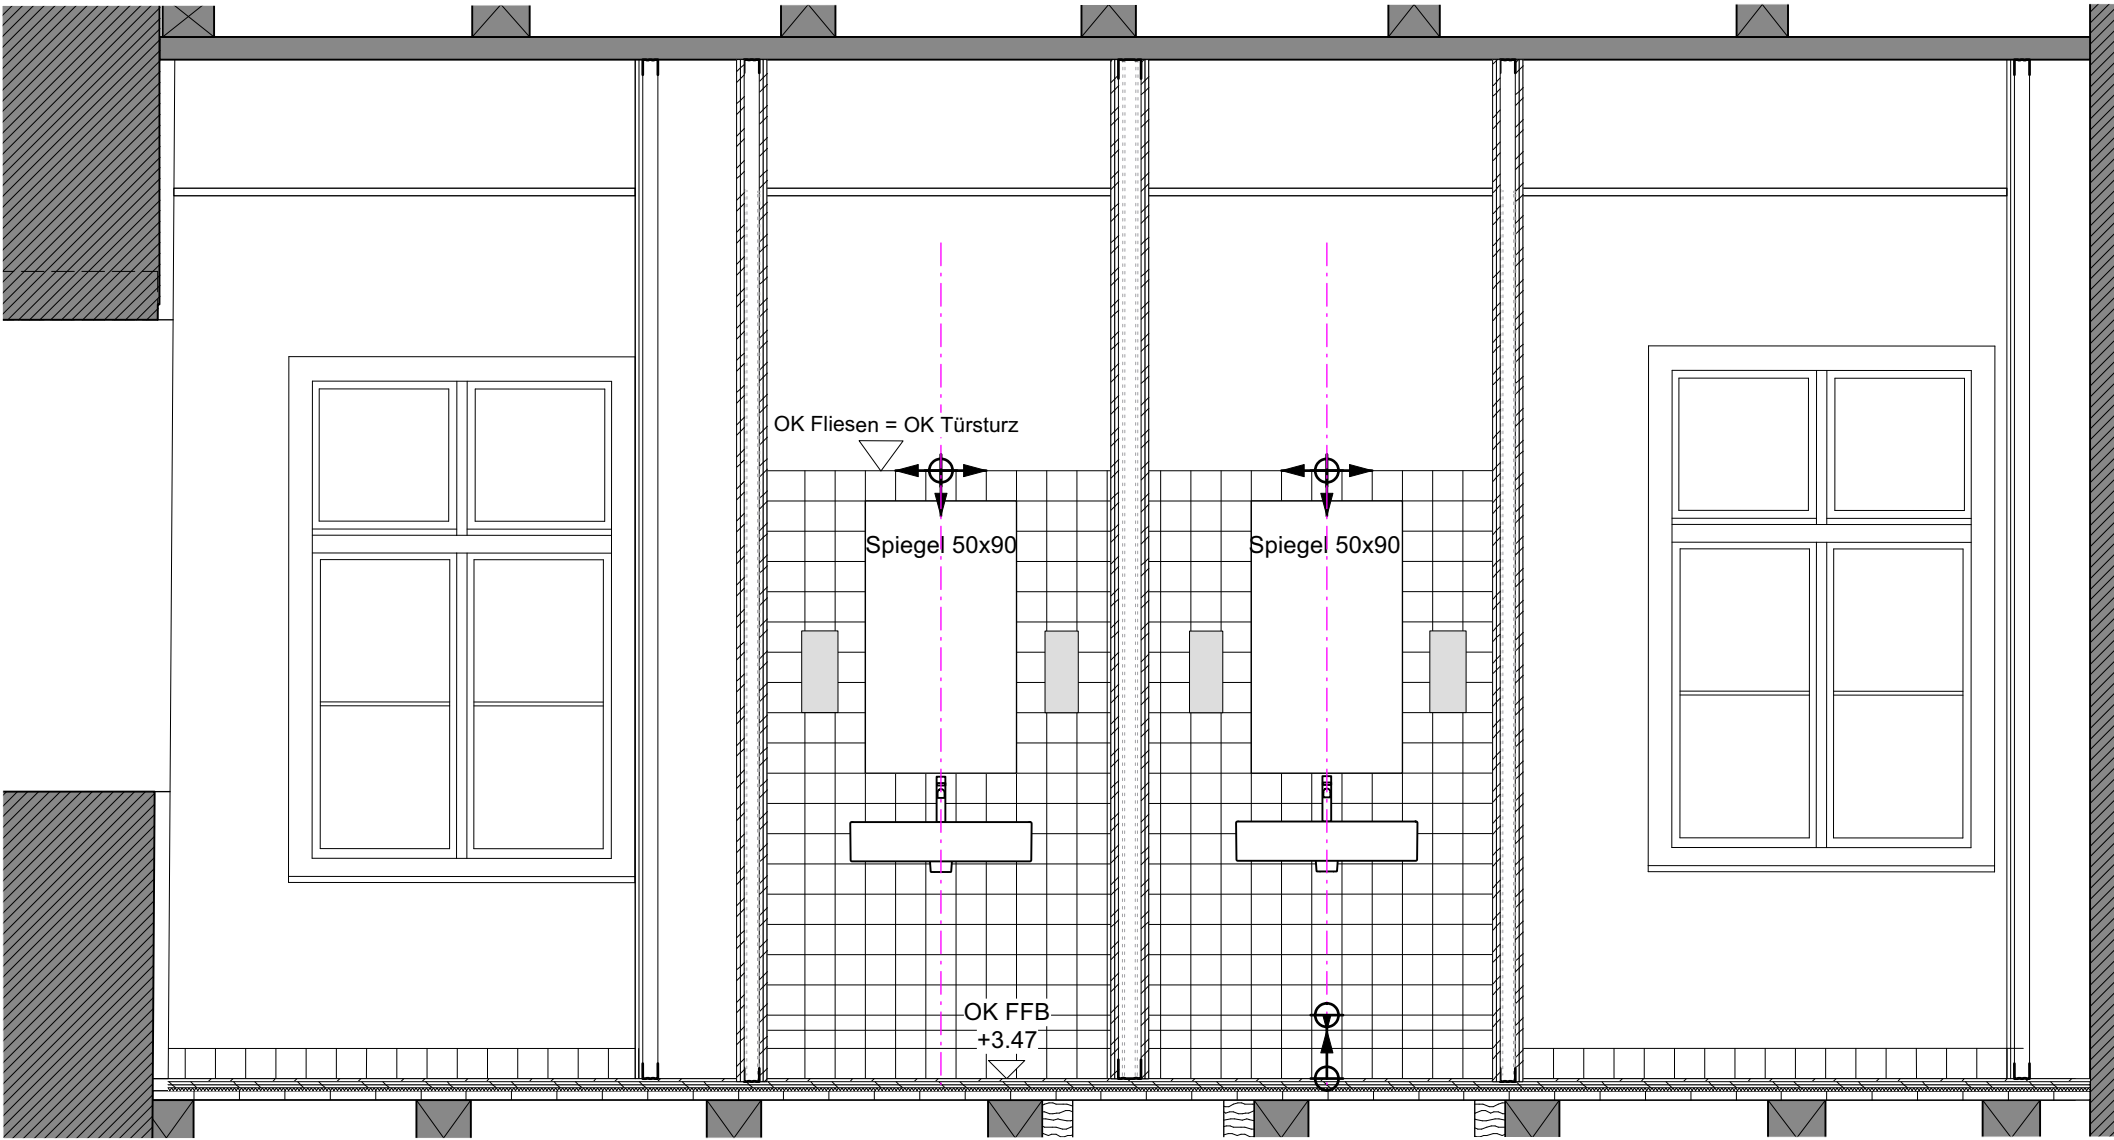 OK Fliesen = OK Türsturz
Spiegel 50x90
Spiegel 50x90
OK FFB
+3.47